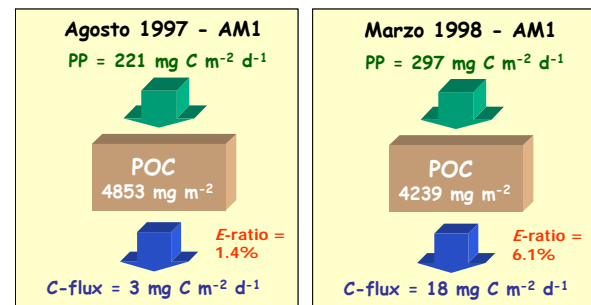 Agosto 1997 - AM1
PP = 221 mg C m⁻² d⁻¹
POC
4853 mg m⁻²
E-ratio =
1.4%
C-flux = 3 mg C m⁻² d⁻¹
Marzo 1998 - AM1
PP = 297 mg C m⁻² d⁻¹
POC
4239 mg m⁻²
E-ratio =
6.1%
C-flux = 18 mg C m⁻² d⁻¹